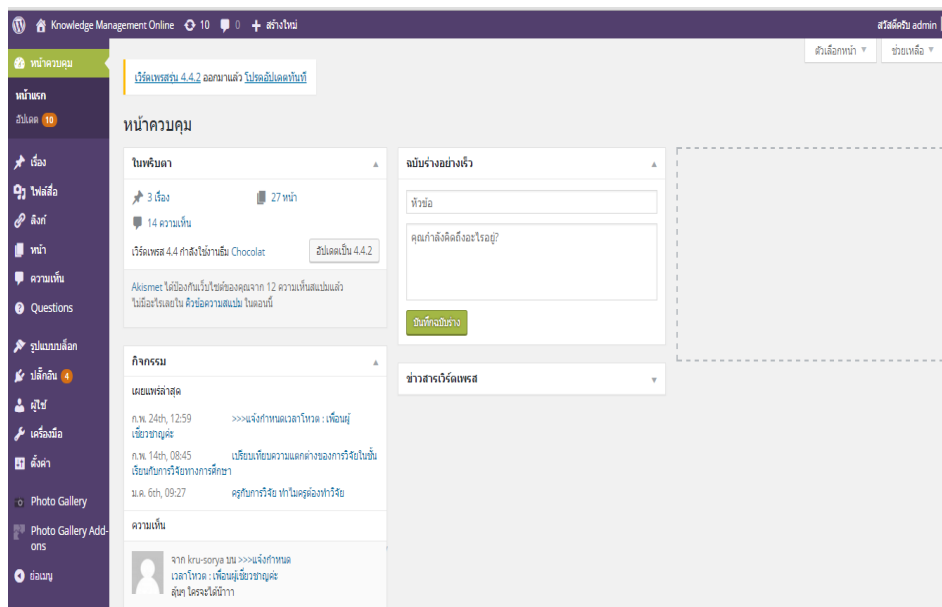 Knowledge Management Online 10 0 + สร้างใหม่
สวัสดีครับ admin
ตัวเลือกหน้า ▼
ช่วยเหลือ ▼
หน้าควบคุม
หน้าแรก
อัปเดต 10
เรื่อง
ไฟล์สื่อ
ลิงก์
หน้า
ความเห็น
Questions
รูปแบบบล็อก
ปลั๊กอิน 4
ผู้ใช้
เครื่องมือ
ตั้งค่า
Photo Gallery
Photo Gallery Add-
ons
ย่อเมนู
เวิร์ดเพรสรุ่น 4.4.2 ออกมาแล้ว โปรดอัปเดตทันที
หน้าควบคุม
ในพริบตา
3 เรื่อง
27 หน้า
14 ความเห็น
เวิร์ดเพรส 4.4 กำลังใช้งานธีม Chocolat
อัปเดตเป็น 4.4.2
Akismet ได้ป้องกันเว็บไซต์ของคุณจาก 12 ความเห็นสแปมแล้ว
ไม่มีอะไรเลยใน คิวข้อความสแปม ในตอนนี้
กิจกรรม
เผยแพร่ล่าสุด
ก.พ. 24th, 12:59 >>>แจ้งกำหนดเวลาโหวต : เพื่อนผู้
เชี่ยวชาญค่ะ
ก.พ. 14th, 08:45 เปรียบเทียบความแตกต่างของการวิจัยในชั้น
เรียนกับการวิจัยทางการศึกษา
ม.ค. 6th, 09:27 ครูกับการวิจัย ทำไมครูต้องทำวิจัย
ความเห็น
จาก kru-sorya บน >>>แจ้งกำหนด
เวลาโหวต : เพื่อนผู้เชี่ยวชาญค่ะ
ลุ้นๆ ใครจะได้น้าาา
ฉบับร่างอย่างเร็ว
หัวข้อ
คุณกำลังคิดถึงอะไรอยู่?
บันทึกฉบับร่าง
ข่าวสารเวิร์ดเพรส